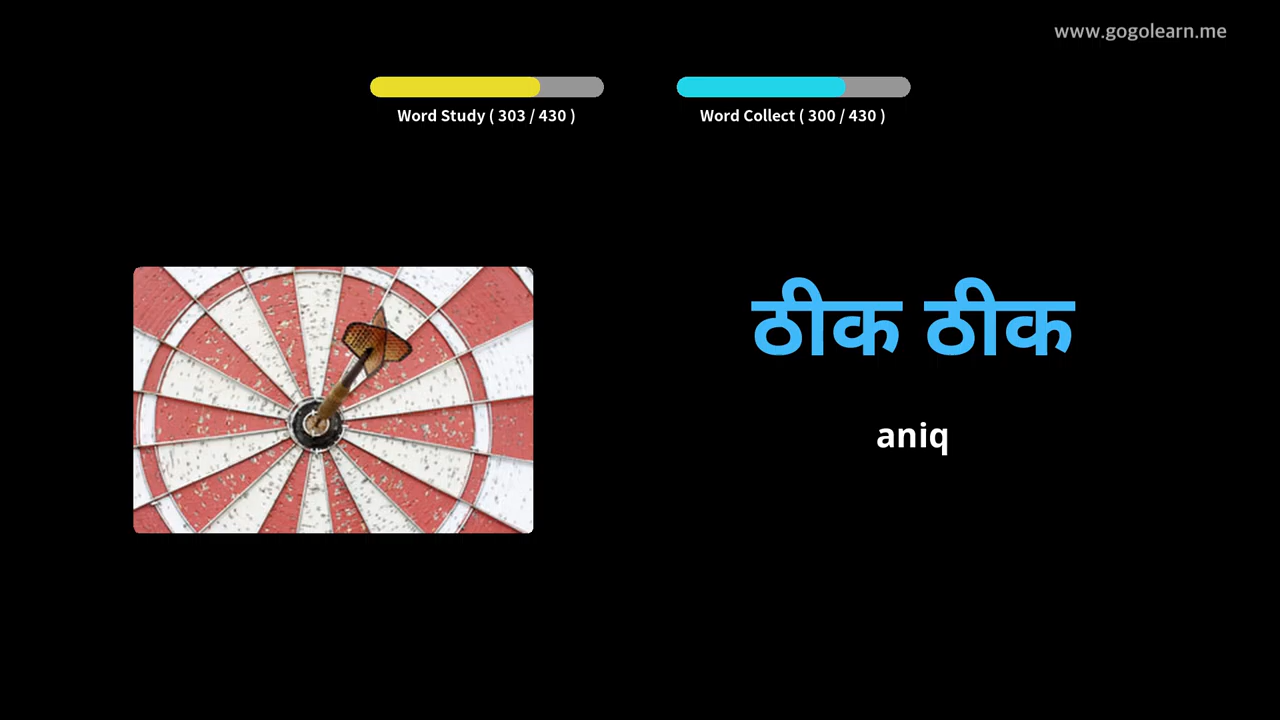 www.gogolearn.me
Word Study ( 303 / 430 )
Word Collect ( 300 / 430 )
ठीक ठीक
aniq